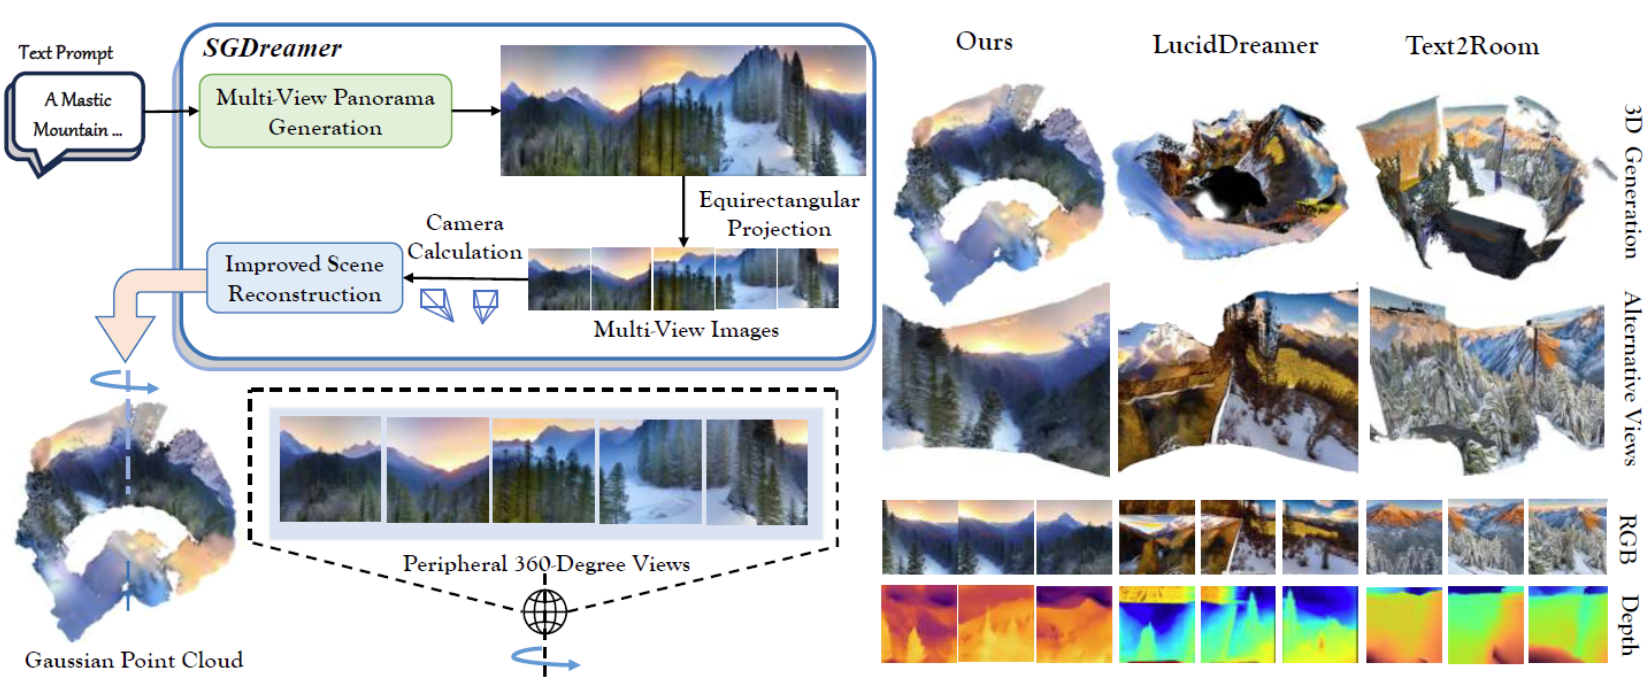 Text Prompt
A Mastic
Mountain ...
SGDreamer
Multi-View Panorama
Generation
Equirectangular
Projection
Camera
Calculation
Improved Scene
Reconstruction
Multi-View Images
Peripheral 360-Degree Views
Gaussian Point Cloud
Ours
LucidDreamer
Text2Room
3D Generation
Alternative Views
RGB
Depth